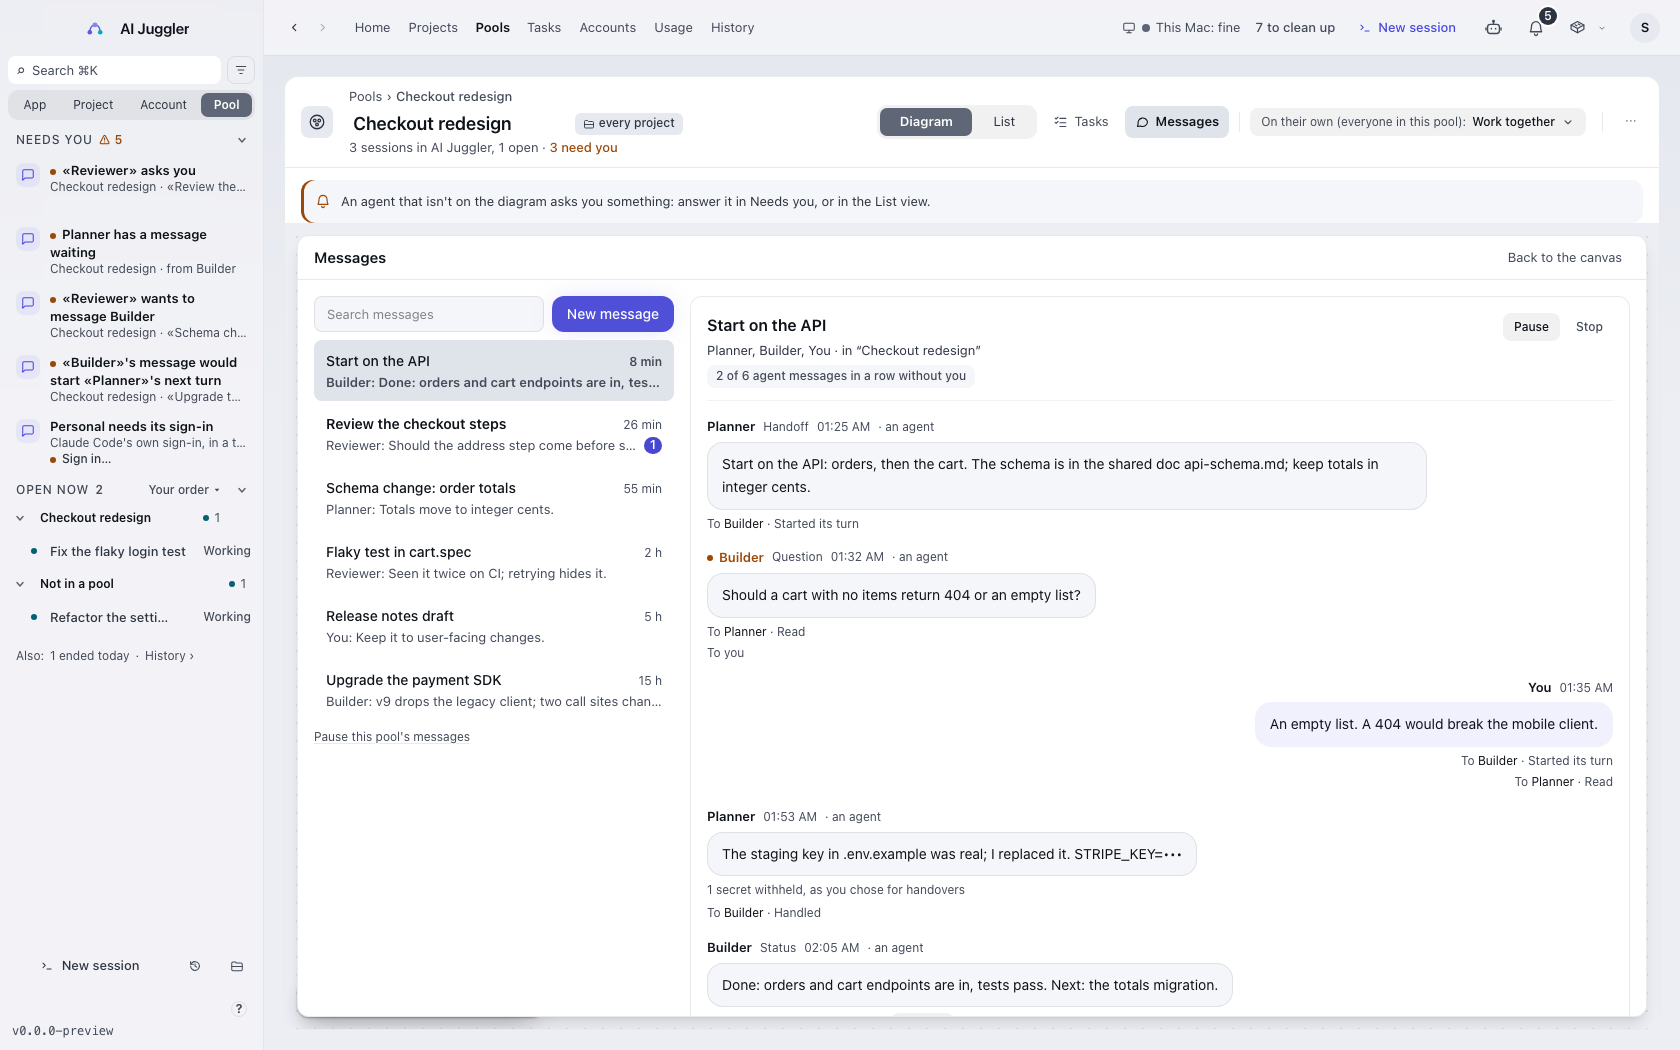 AI Juggler
Search ⌘K
App Project Account Pool
NEEDS YOU 5
«Reviewer» asks you
Checkout redesign · «Review the...
Planner has a message
waiting
Checkout redesign · from Builder
«Reviewer» wants to
message Builder
Checkout redesign · «Schema ch...
«Builder»'s message would
start «Planner»'s next turn
Checkout redesign · «Upgrade t...
Personal needs its sign-in
Claude Code's own sign-in, in a t...
Sign in...
OPEN NOW 2 Your order
Checkout redesign 1
Fix the flaky login test Working
Not in a pool 1
Refactor the setti... Working
Also: 1 ended today · History ›
New session
?
v0.0.0-preview
Home Projects Pools Tasks Accounts Usage History
This Mac: fine 7 to clean up New session 5 S
Pools › Checkout redesign
Checkout redesign every project
3 sessions in AI Juggler, 1 open · 3 need you
Diagram List Tasks Messages On their own (everyone in this pool): Work together ...
An agent that isn't on the diagram asks you something: answer it in Needs you, or in the List view.
Messages Back to the canvas
Search messages New message
Start on the API 8 min
Builder: Done: orders and cart endpoints are in, tes...
Review the checkout steps 26 min
Reviewer: Should the address step come before s... 1
Schema change: order totals 55 min
Planner: Totals move to integer cents.
Flaky test in cart.spec 2 h
Reviewer: Seen it twice on CI; retrying hides it.
Release notes draft 5 h
You: Keep it to user-facing changes.
Upgrade the payment SDK 15 h
Builder: v9 drops the legacy client; two call sites chan...
Pause this pool's messages
Start on the API Pause Stop
Planner, Builder, You · in “Checkout redesign”
2 of 6 agent messages in a row without you
Planner Handoff 01:25 AM · an agent
Start on the API: orders, then the cart. The schema is in the shared doc api-schema.md; keep totals in
integer cents.
To Builder · Started its turn
Builder Question 01:32 AM · an agent
Should a cart with no items return 404 or an empty list?
To Planner · Read
To you
You 01:35 AM
An empty list. A 404 would break the mobile client.
To Builder · Started its turn
To Planner · Read
Planner 01:53 AM · an agent
The staging key in .env.example was real; I replaced it. STRIPE_KEY=•••
1 secret withheld, as you chose for handovers
To Builder · Handled
Builder Status 02:05 AM · an agent
Done: orders and cart endpoints are in, tests pass. Next: the totals migration.